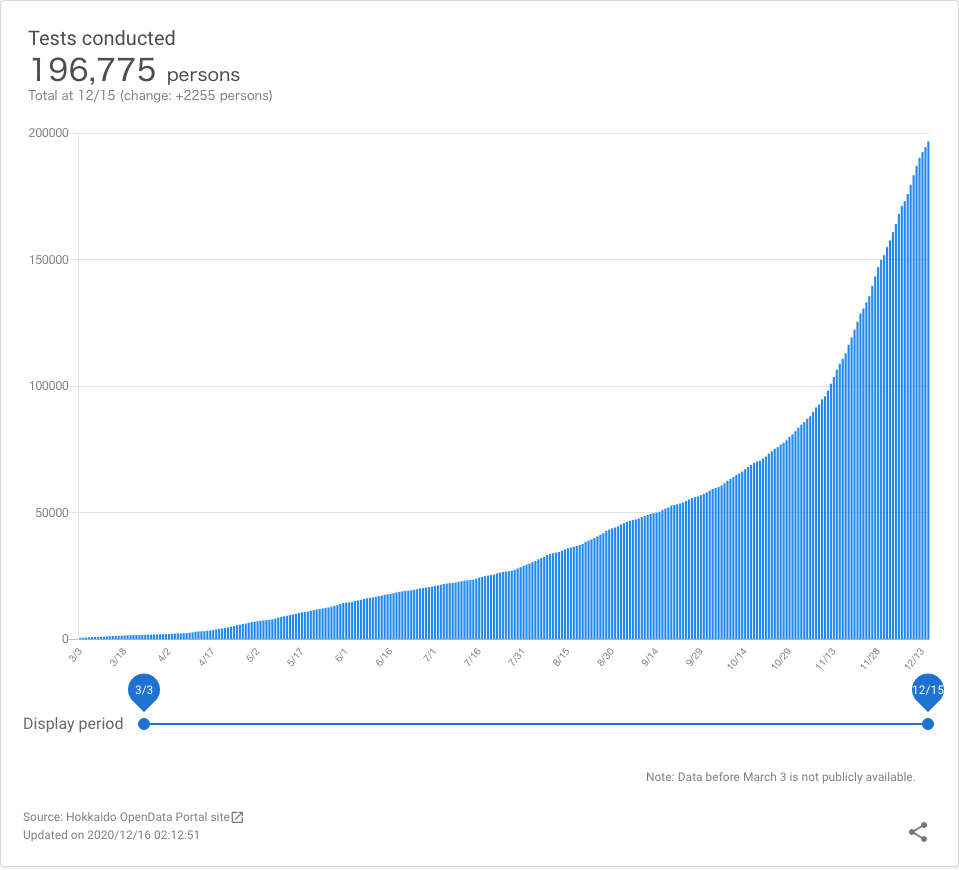 Tests conducted
196,775 persons
Total at 12/15 (change: +2255 persons)
200000
150000
100000
50000
0
3/3 3/18 4/2 4/17 5/2 5/17 6/1 6/16 7/1 7/16 7/31 8/15 8/30 9/14 9/29 10/14 10/29 11/13 11/28 12/13
3/3 12/15
Display period
Note: Data before March 3 is not publicly available.
Source: Hokkaido OpenData Portal site
Updated on 2020/12/16 02:12:51